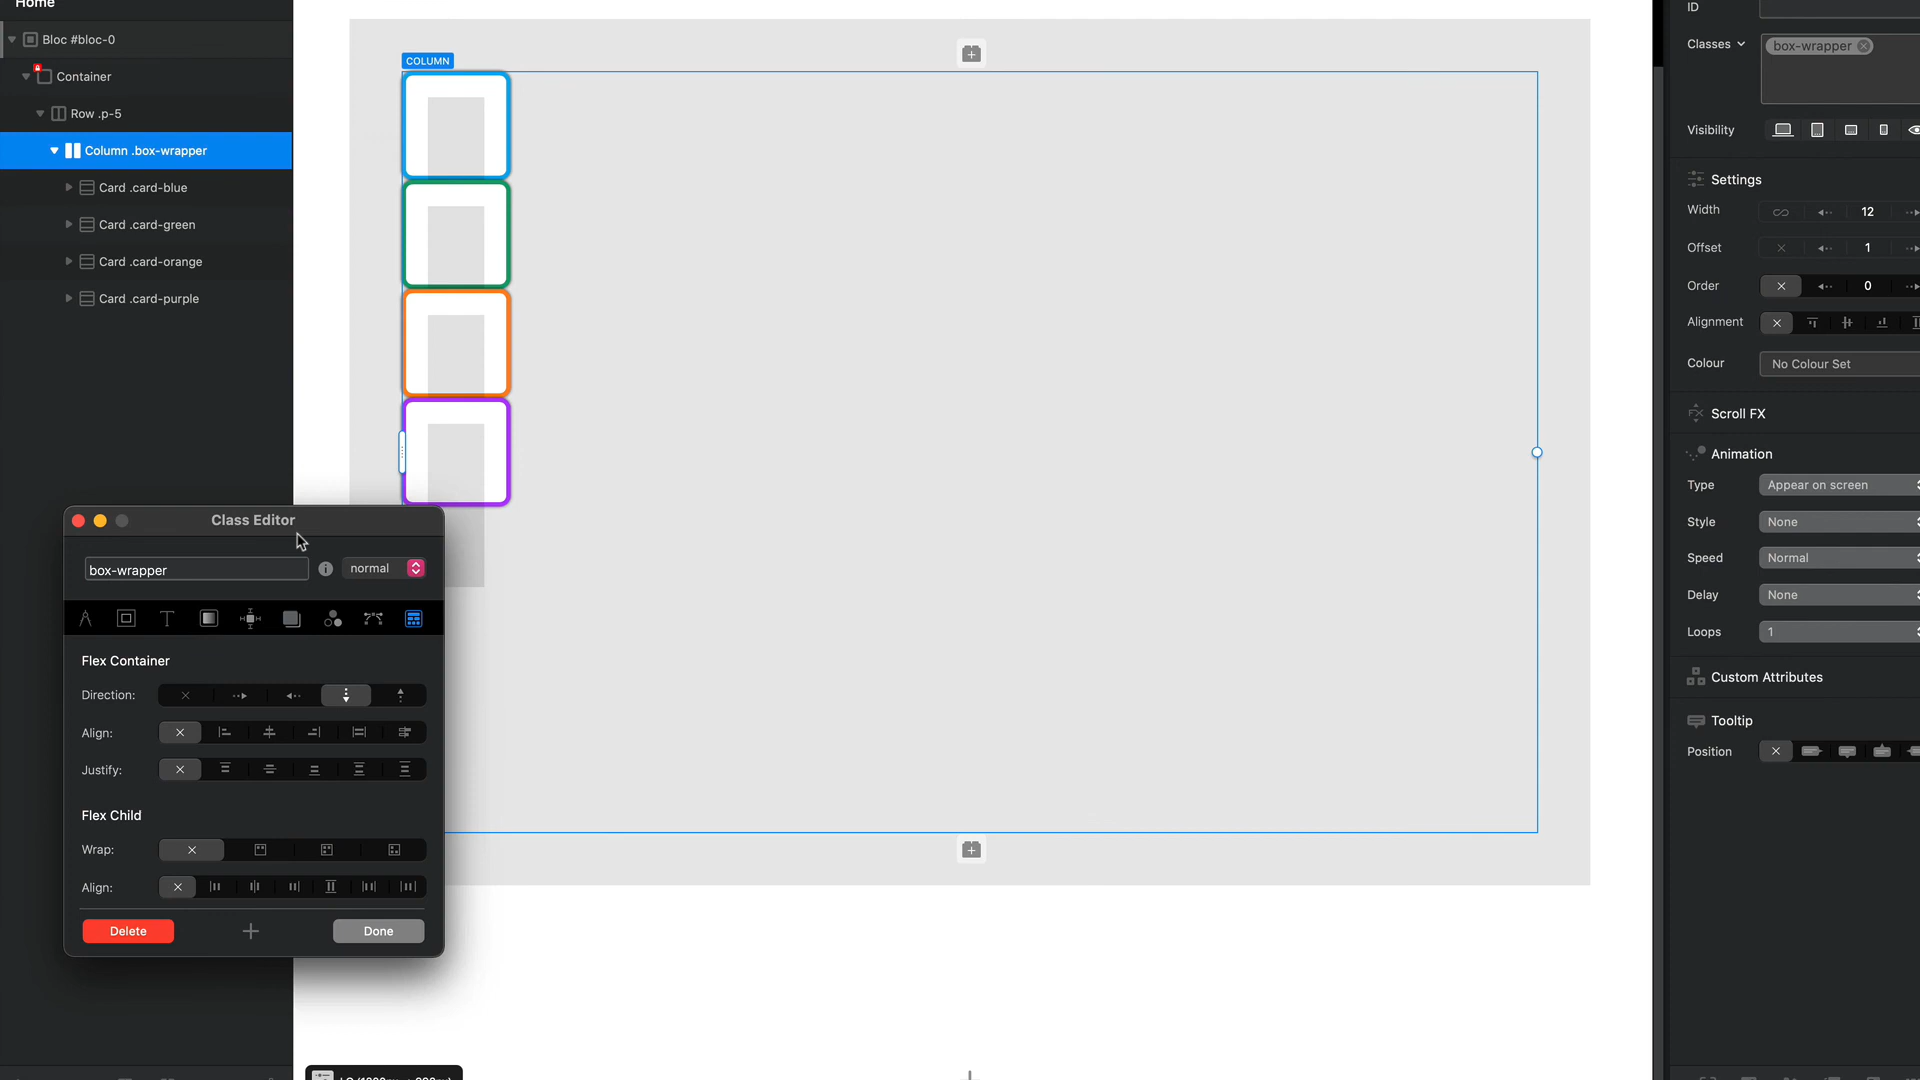 Home
Bloc #bloc-0
Container
Row .p-5
Column .box-wrapper
Card .card-blue
Card .card-green
Card .card-orange
Card .card-purple
COLUMN
Class Editor
box-wrapper
normal
Flex Container
Direction:
Align:
Justify:
Flex Child
Wrap:
Align:
Delete
Done
ID
Classes
box-wrapper
Visibility
Settings
Width
12
Offset
1
Order
0
Alignment
Colour
No Colour Set
Scroll FX
Animation
Type
Appear on screen
Style
None
Speed
Normal
Delay
None
Loops
1
Custom Attributes
Tooltip
Position